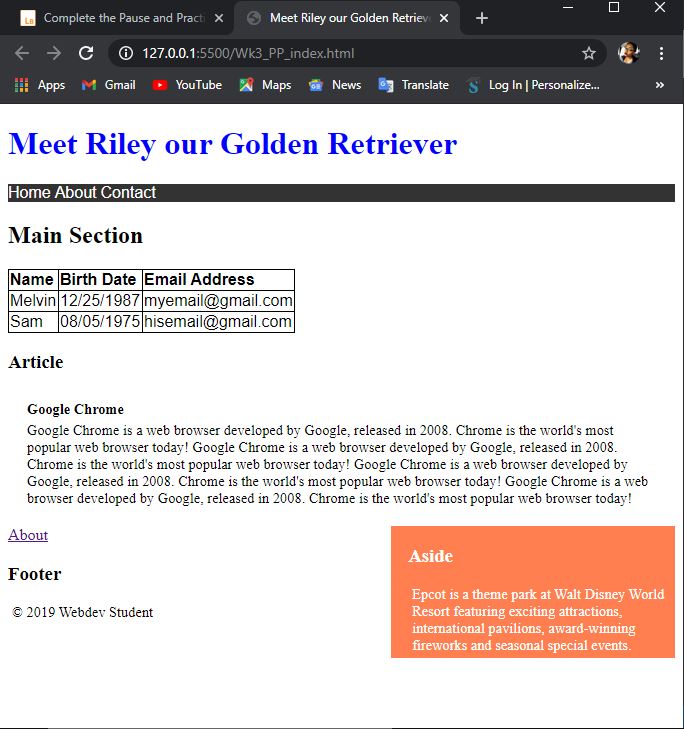 Complete the Pause and Practi
Meet Riley our Golden Retrieve
127.0.0.1:5500/Wk3_PP_index.html
Apps Gmail YouTube Maps News Translate Log In | Personalize... »
Meet Riley our Golden Retriever
Home About Contact
Main Section
Name Birth Date Email Address
Melvin 12/25/1987 myemail@gmail.com
Sam 08/05/1975 hisemail@gmail.com
Article
Google Chrome
Google Chrome is a web browser developed by Google, released in 2008. Chrome is the world's most
popular web browser today! Google Chrome is a web browser developed by Google, released in 2008.
Chrome is the world's most popular web browser today! Google Chrome is a web browser developed by
Google, released in 2008. Chrome is the world's most popular web browser today! Google Chrome is a web
browser developed by Google, released in 2008. Chrome is the world's most popular web browser today!
About
Footer
© 2019 Webdev Student
Aside
Epcot is a theme park at Walt Disney World
Resort featuring exciting attractions,
international pavilions, award-winning
fireworks and seasonal special events.